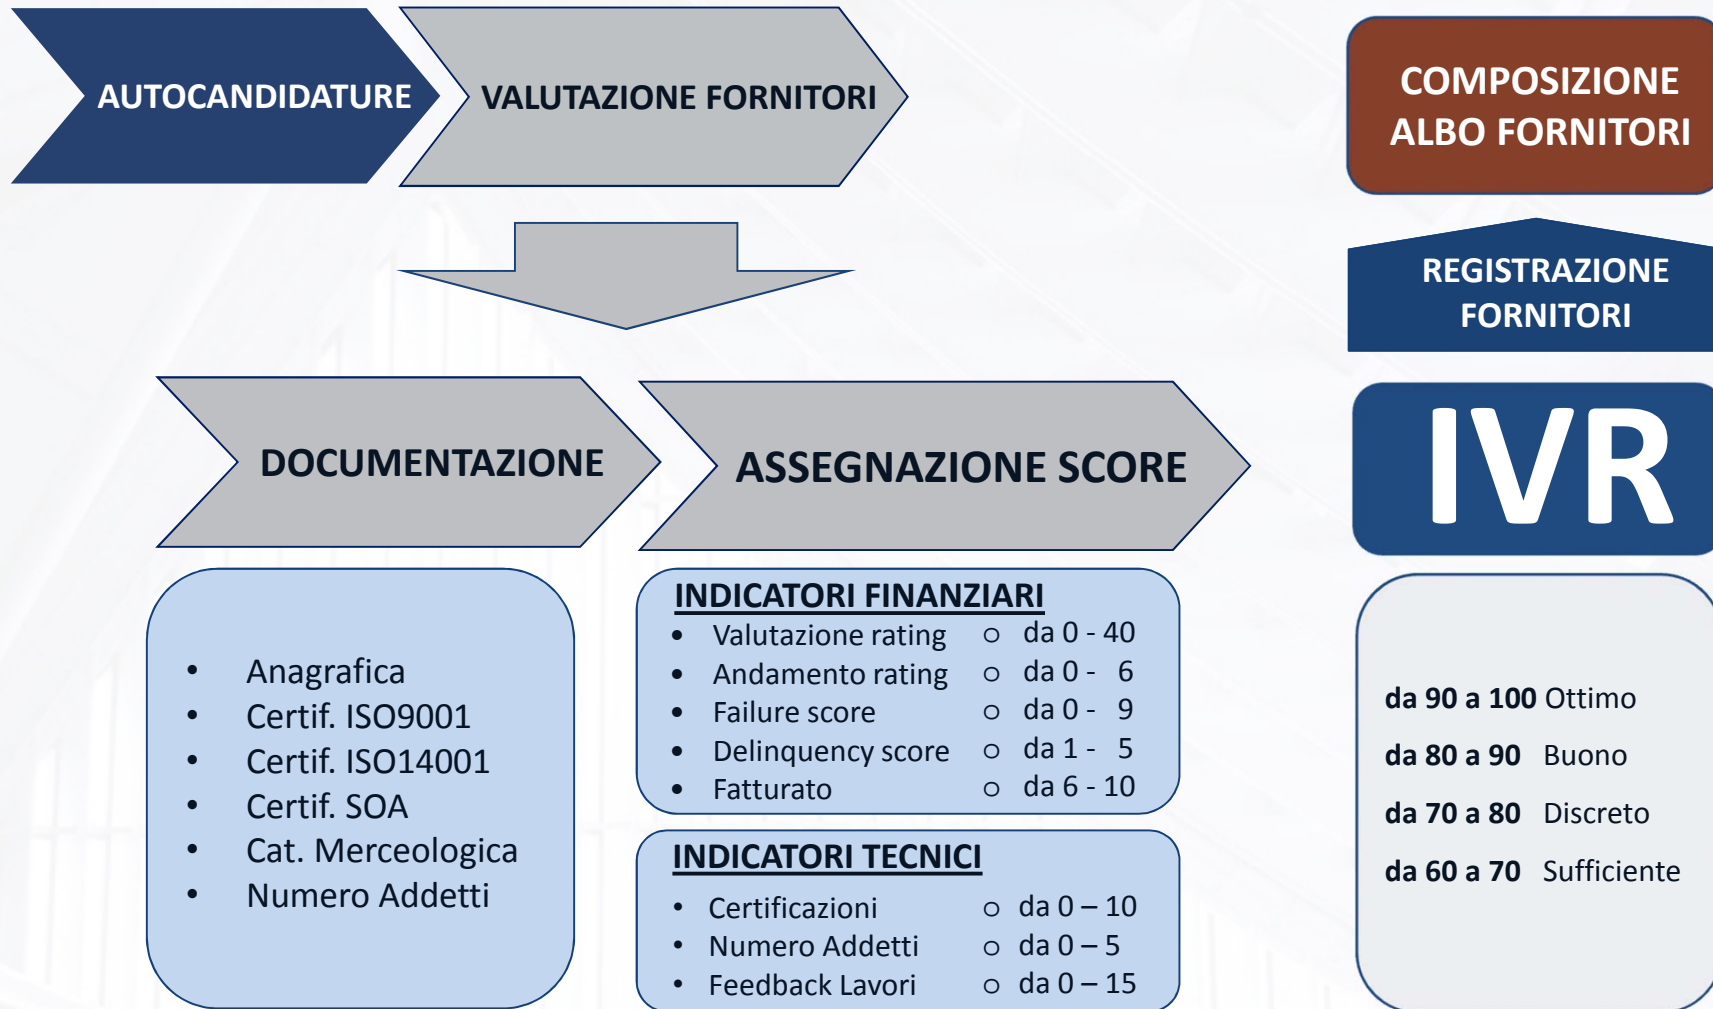 AUTOCANDIDATURE
VALUTAZIONE FORNITORI
COMPOSIZIONE
ALBO FORNITORI
REGISTRAZIONE
FORNITORI
DOCUMENTAZIONE
ASSEGNAZIONE SCORE
IVR
• Anagrafica
• Certif. ISO9001
• Certif. ISO14001
• Certif. SOA
• Cat. Merceologica
• Numero Addetti
INDICATORI FINANZIARI
• Valutazione rating o da 0 - 40
• Andamento rating o da 0 - 6
• Failure score o da 0 - 9
• Delinquency score o da 1 - 5
• Fatturato o da 6 - 10
INDICATORI TECNICI
• Certificazioni o da 0 – 10
• Numero Addetti o da 0 – 5
• Feedback Lavori o da 0 – 15
da 90 a 100 Ottimo
da 80 a 90 Buono
da 70 a 80 Discreto
da 60 a 70 Sufficiente